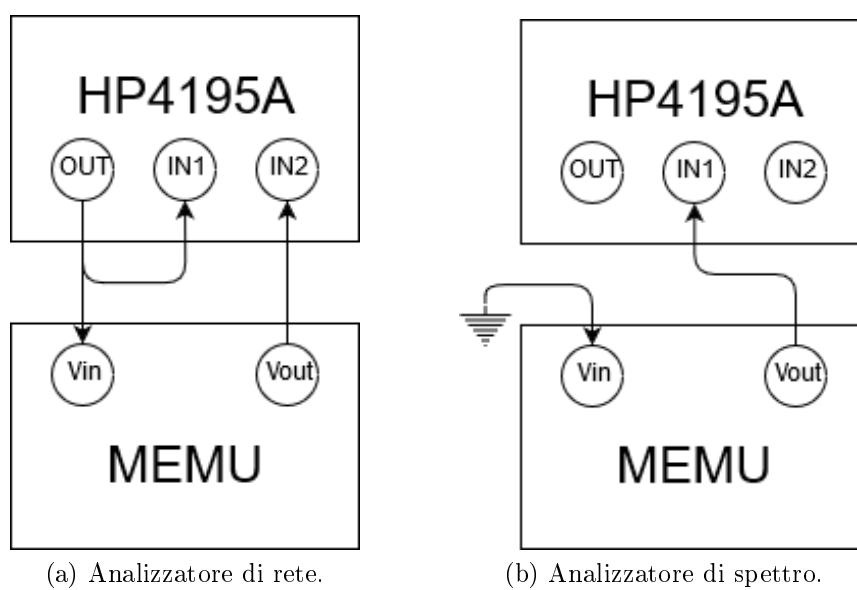 HP4195A
OUT IN1 IN2
Vin Vout
MEMU
(a) Analizzatore di rete.
HP4195A
OUT IN1 IN2
Vin Vout
MEMU
(b) Analizzatore di spettro.